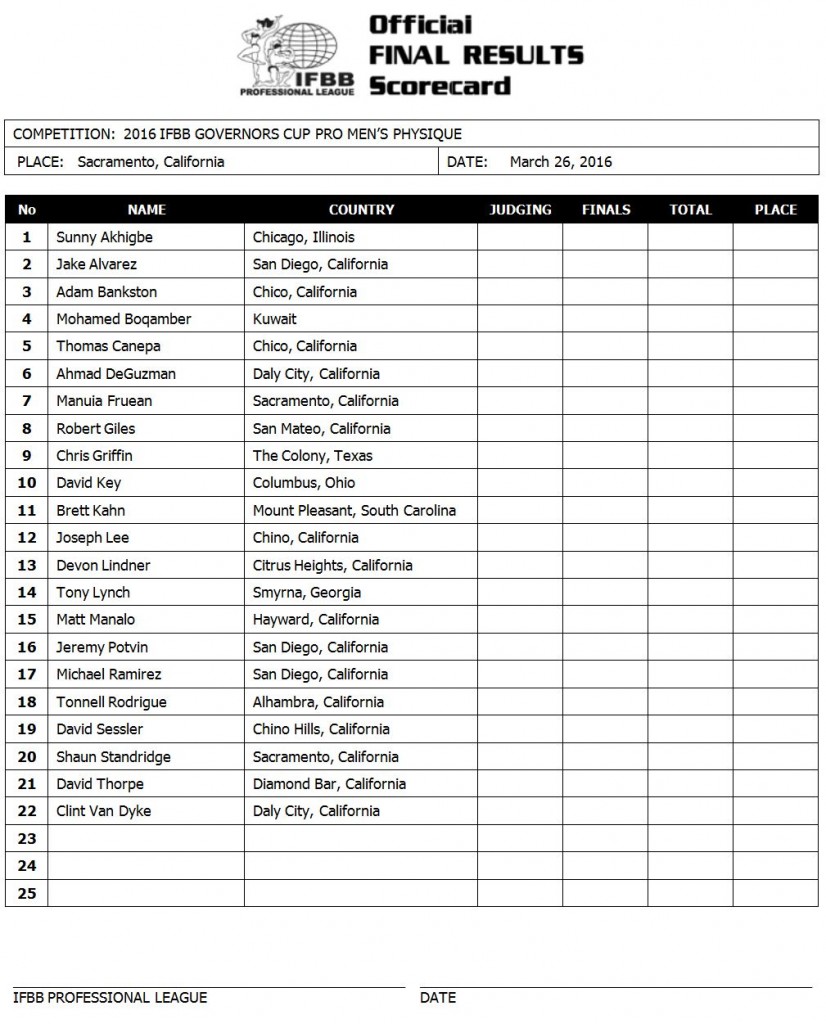 IFBB
PROFESSIONAL LEAGUE
Official
FINAL RESULTS
Scorecard
COMPETITION: 2016 IFBB GOVERNORS CUP PRO MEN'S PHYSIQUE
PLACE: Sacramento, California DATE: March 26, 2016
No NAME COUNTRY JUDGING FINALS TOTAL PLACE
1 Sunny Akhigbe Chicago, Illinois
2 Jake Alvarez San Diego, California
3 Adam Bankston Chico, California
4 Mohamed Boqamber Kuwait
5 Thomas Canepa Chico, California
6 Ahmad DeGuzman Daly City, California
7 Manuia Fruean Sacramento, California
8 Robert Giles San Mateo, California
9 Chris Griffin The Colony, Texas
10 David Key Columbus, Ohio
11 Brett Kahn Mount Pleasant, South Carolina
12 Joseph Lee Chino, California
13 Devon Lindner Citrus Heights, California
14 Tony Lynch Smyrna, Georgia
15 Matt Manalo Hayward, California
16 Jeremy Potvin San Diego, California
17 Michael Ramirez San Diego, California
18 Tonnell Rodrigue Alhambra, California
19 David Sessler Chino Hills, California
20 Shaun Standridge Sacramento, California
21 David Thorpe Diamond Bar, California
22 Clint Van Dyke Daly City, California
23
24
25
IFBB PROFESSIONAL LEAGUE DATE